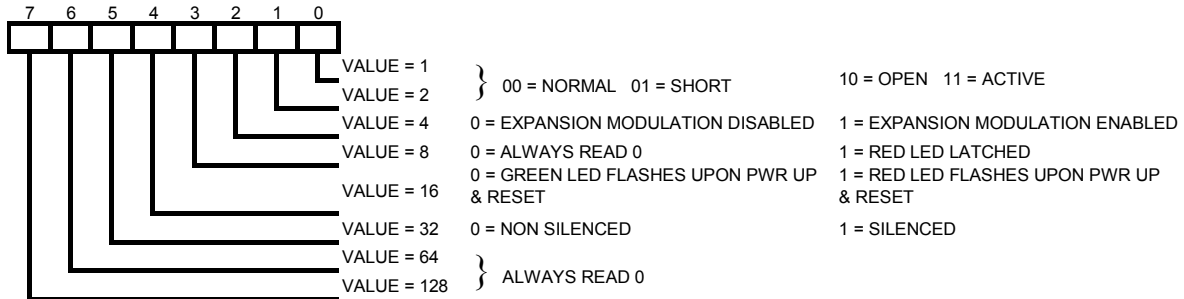 7 6 5 4 3 2 1 0
VALUE = 1
VALUE = 2
} 00 = NORMAL 01 = SHORT 10 = OPEN 11 = ACTIVE
VALUE = 4 0 = EXPANSION MODULATION DISABLED 1 = EXPANSION MODULATION ENABLED
VALUE = 8 0 = ALWAYS READ 0 1 = RED LED LATCHED
VALUE = 16 0 = GREEN LED FLASHES UPON PWR UP 1 = RED LED FLASHES UPON PWR UP
& RESET & RESET
VALUE = 32 0 = NON SILENCED 1 = SILENCED
VALUE = 64
VALUE = 128
} ALWAYS READ 0